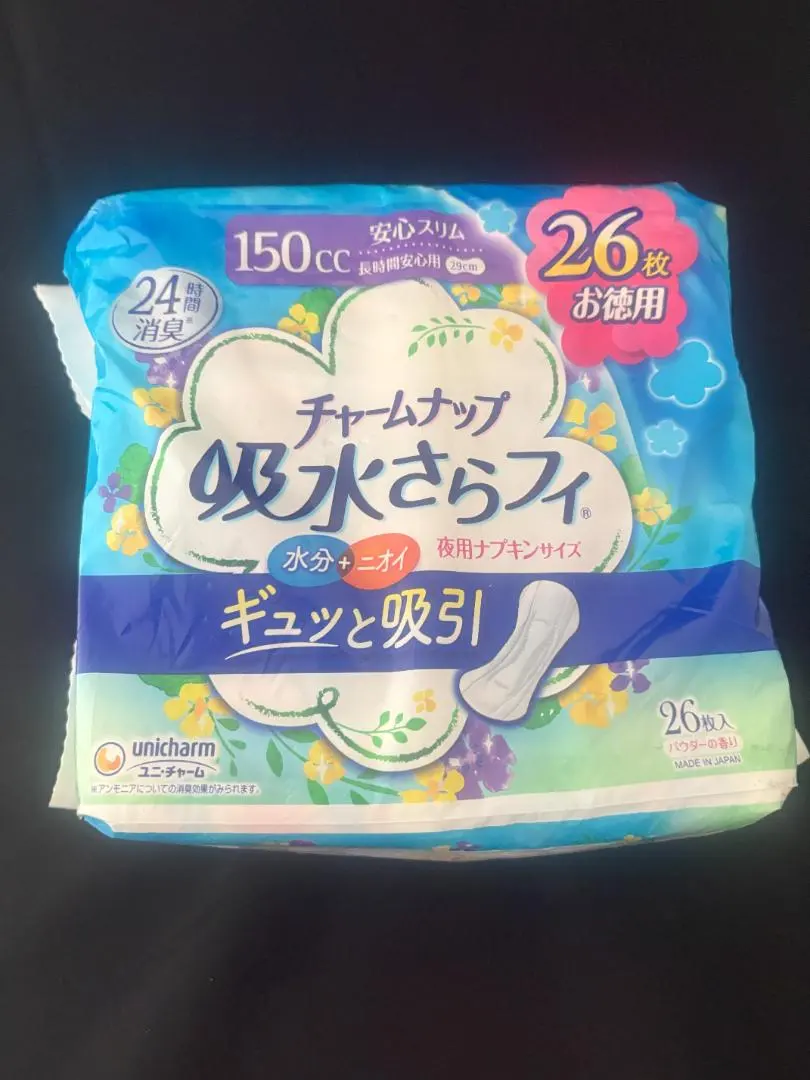 150cc 安心スリム
長時間安心用 29cm
26枚
お徳用
24時間
消臭※
チャームナップ
吸水さらフィ®
水分+ニオイ 夜用ナプキンサイズ
ギュッと吸引
unicharm
ユニ・チャーム
※アンモニアについての消臭効果がみられます。
26枚入
パウダーの香り
MADE IN JAPAN